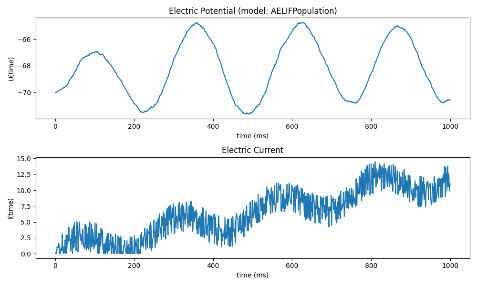 Electric Potential (model: AELIFPopulation)
U(time)
−66
−68
−70
0 200 400 600 800 1000
time (ms)
Electric Current
I(time)
15.0
12.5
10.0
7.5
5.0
2.5
0.0
0 200 400 600 800 1000
time (ms)